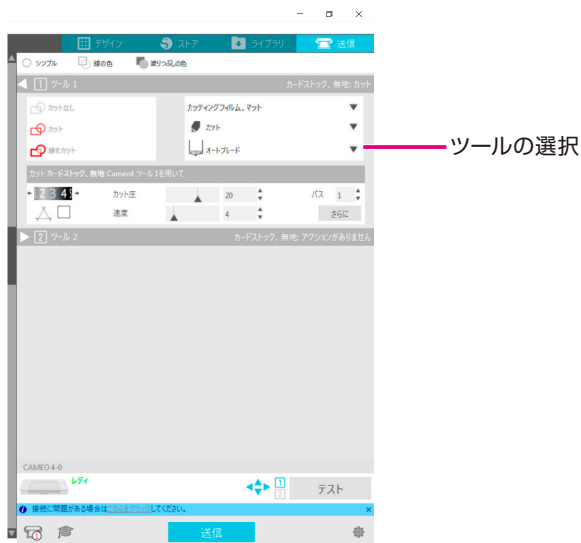 デザイン ストア ライブラリ 送信
シンプル 線の色 塗りつぶしの色
1 ツール 1 カードストック、無地: カット
カットなし カッティングフィルム、マット
カット カット
線をカット オートブレード
ツールの選択
カット カードストック、無地 Cameo4 ツール 1を用いて
2 3 4 カット圧 20 パス 1
速度 4 さらに
2 ツール 2 カードストック、無地: アクションがありません
CAMEO 4-0
レディ
1
2
テスト
接続に問題がある場合はこちらをクリックしてください。 ×
送信